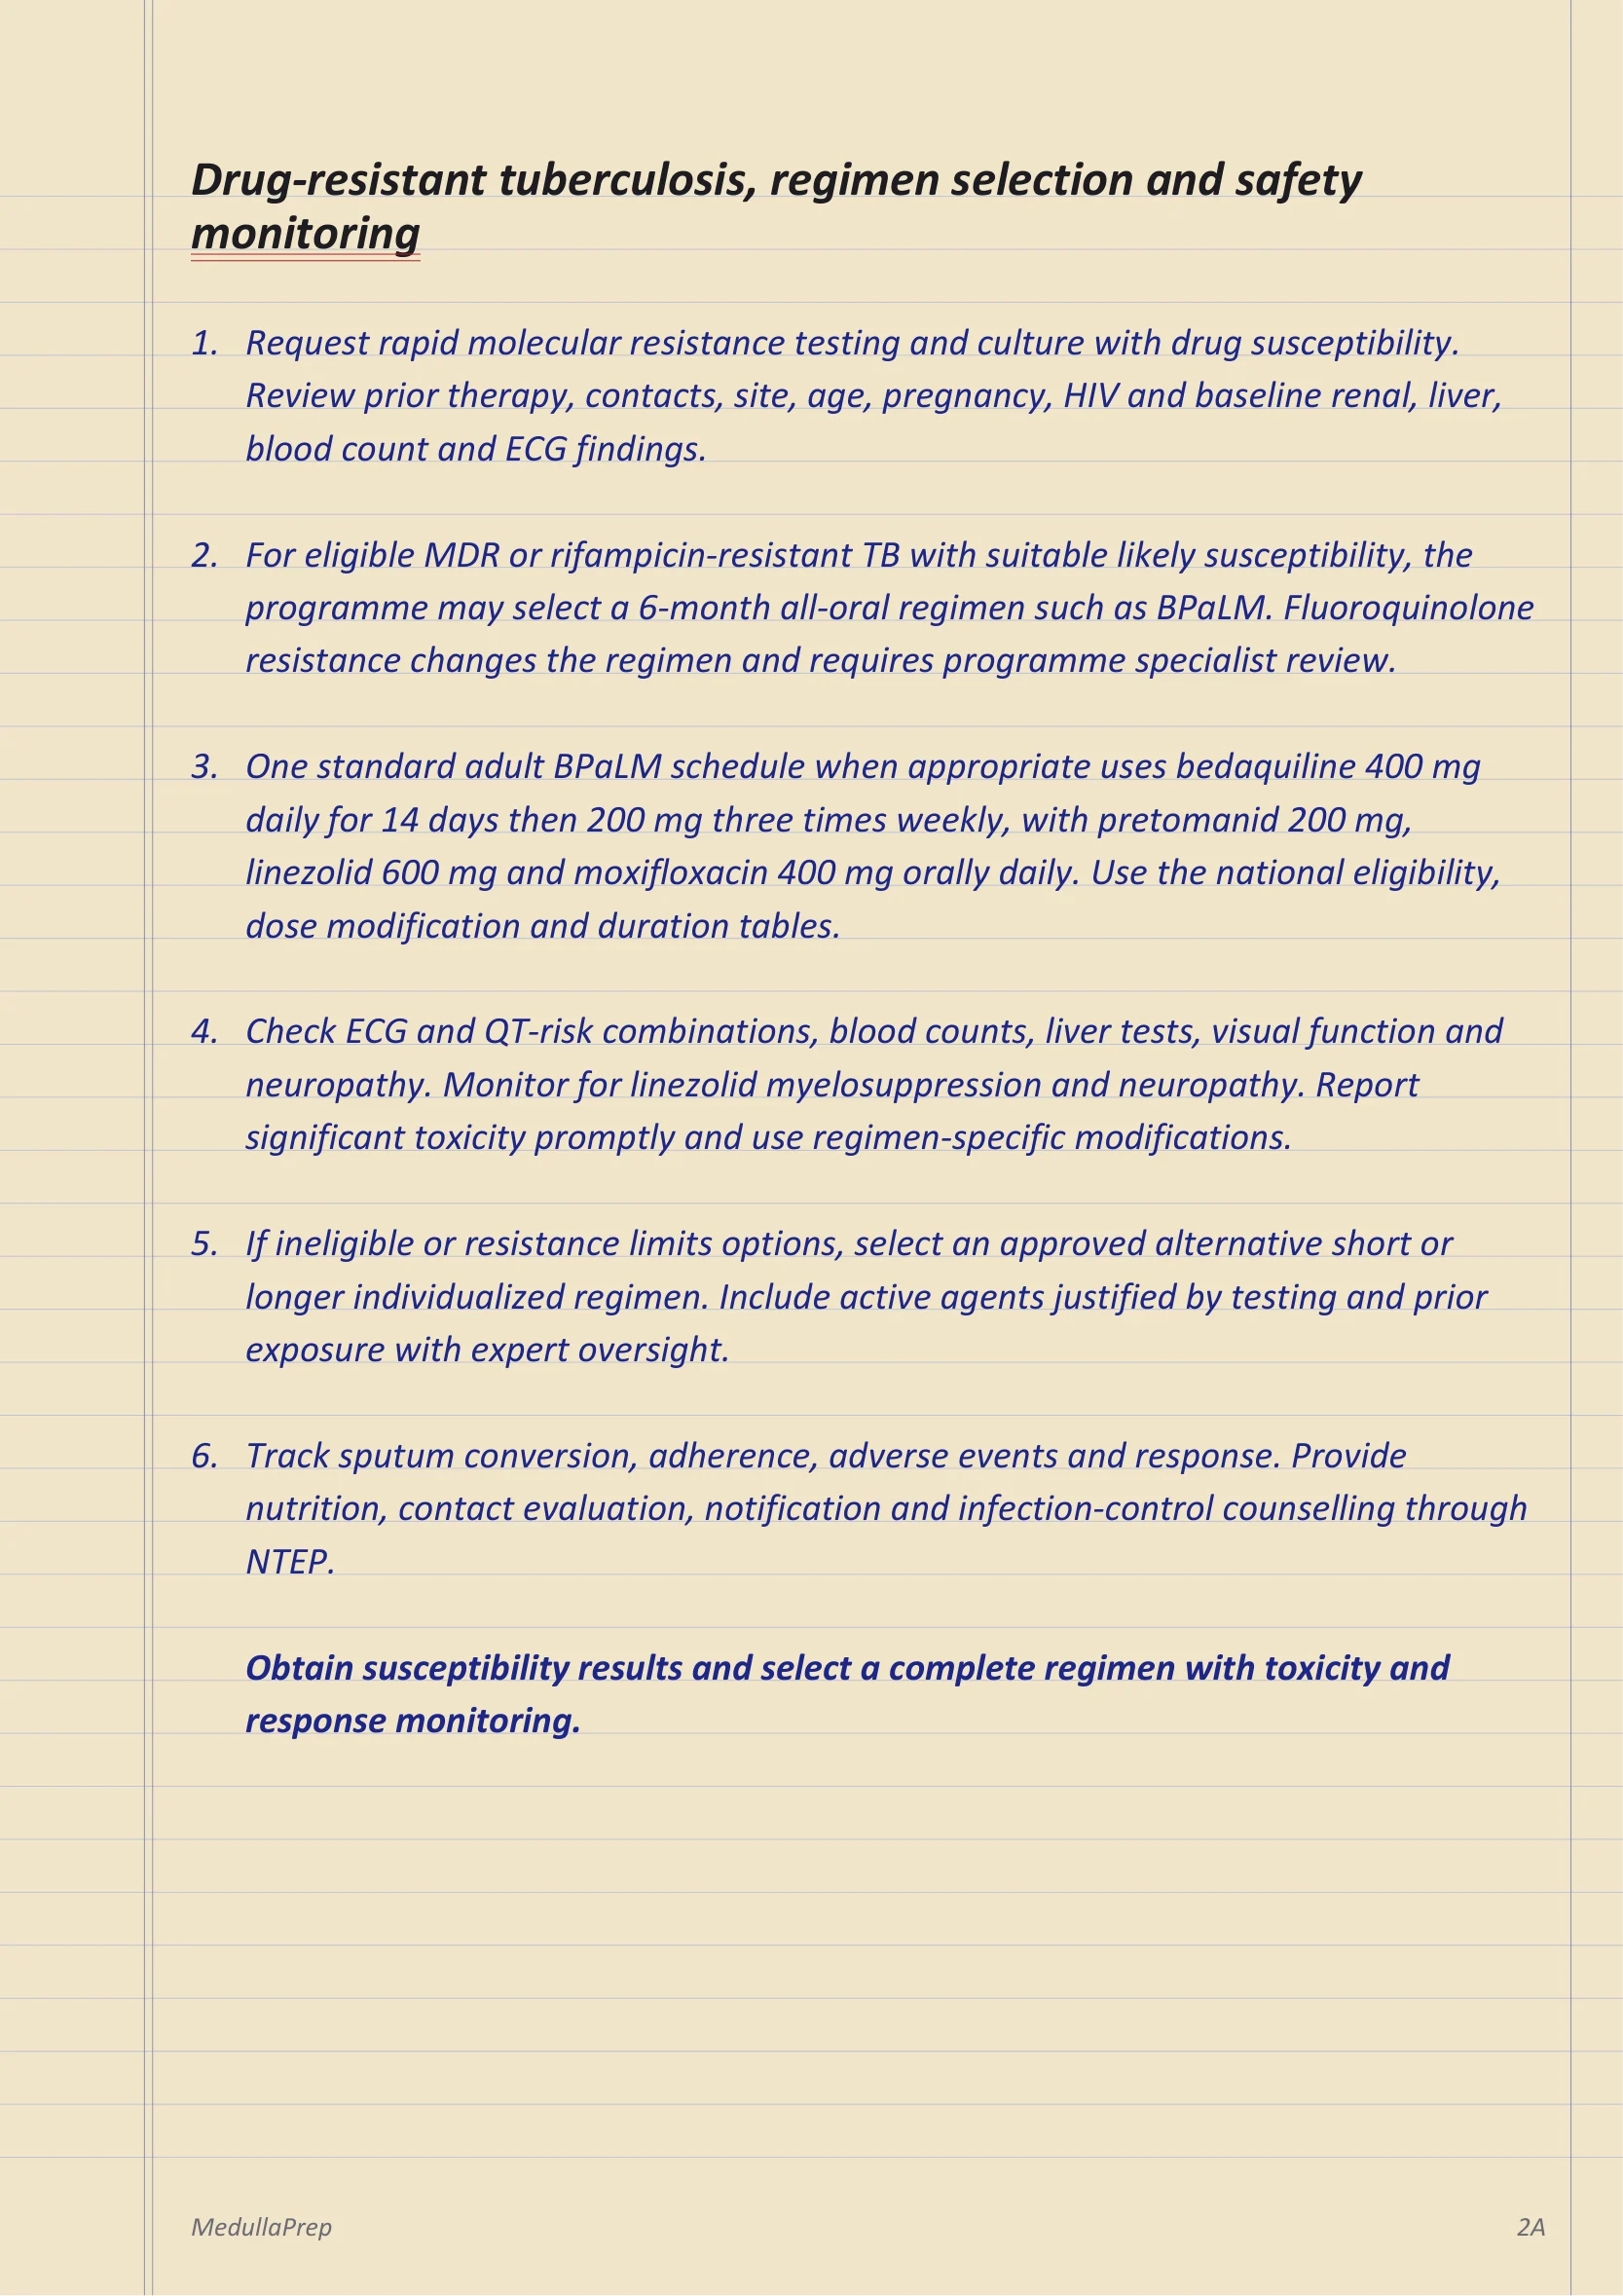 Drug-resistant tuberculosis, regimen selection and safety
monitoring
1. Request rapid molecular resistance testing and culture with drug susceptibility.
Review prior therapy, contacts, site, age, pregnancy, HIV and baseline renal, liver,
blood count and ECG findings.
2. For eligible MDR or rifampicin-resistant TB with suitable likely susceptibility, the
programme may select a 6-month all-oral regimen such as BPaLM. Fluoroquinolone
resistance changes the regimen and requires programme specialist review.
3. One standard adult BPaLM schedule when appropriate uses bedaquiline 400 mg
daily for 14 days then 200 mg three times weekly, with pretomanid 200 mg,
linezolid 600 mg and moxifloxacin 400 mg orally daily. Use the national eligibility,
dose modification and duration tables.
4. Check ECG and QT-risk combinations, blood counts, liver tests, visual function and
neuropathy. Monitor for linezolid myelosuppression and neuropathy. Report
significant toxicity promptly and use regimen-specific modifications.
5. If ineligible or resistance limits options, select an approved alternative short or
longer individualized regimen. Include active agents justified by testing and prior
exposure with expert oversight.
6. Track sputum conversion, adherence, adverse events and response. Provide
nutrition, contact evaluation, notification and infection-control counselling through
NTEP.
Obtain susceptibility results and select a complete regimen with toxicity and
response monitoring.
MedullaPrep
2A